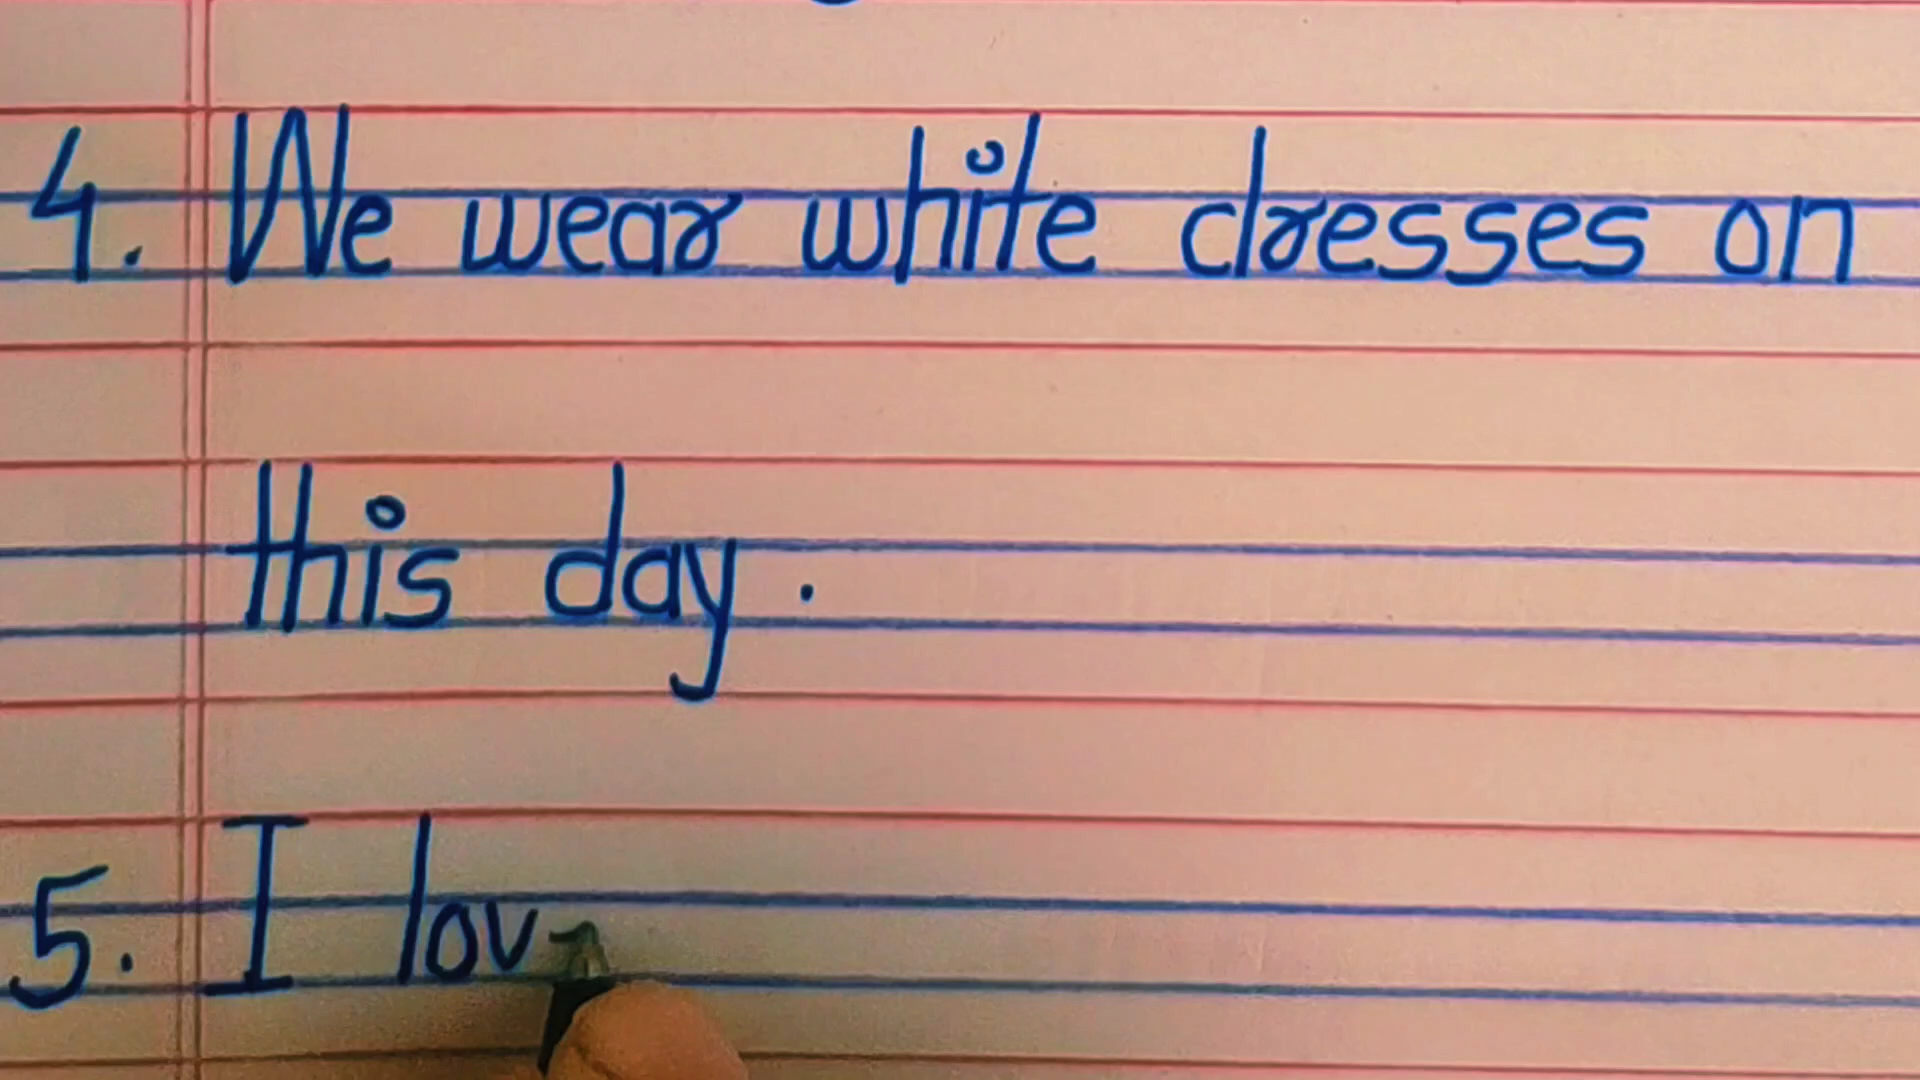 4. We wear white dresses on
this day.
5. I lov